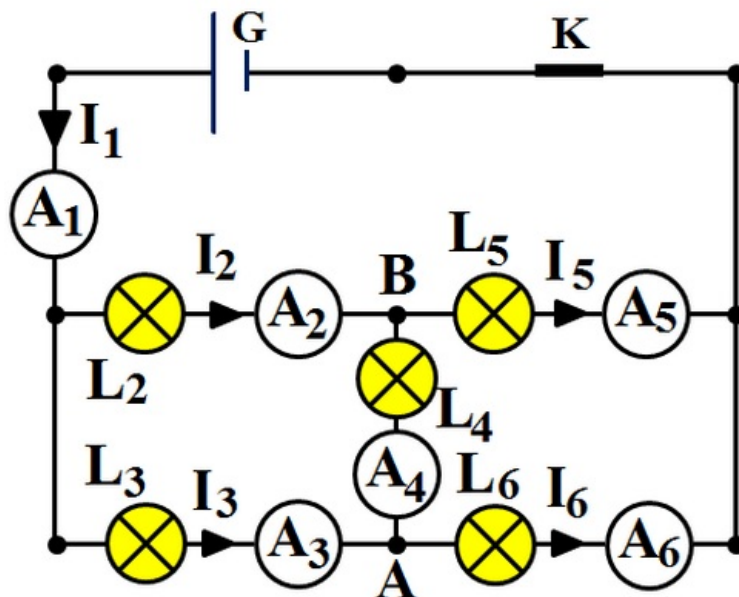 G K
I₁
A₁
L₅
I₂ B I₅
A₂ A₅
L₂
L₄
L₃ I₃ A₄ L₆ I₆
A₃ A₆
A